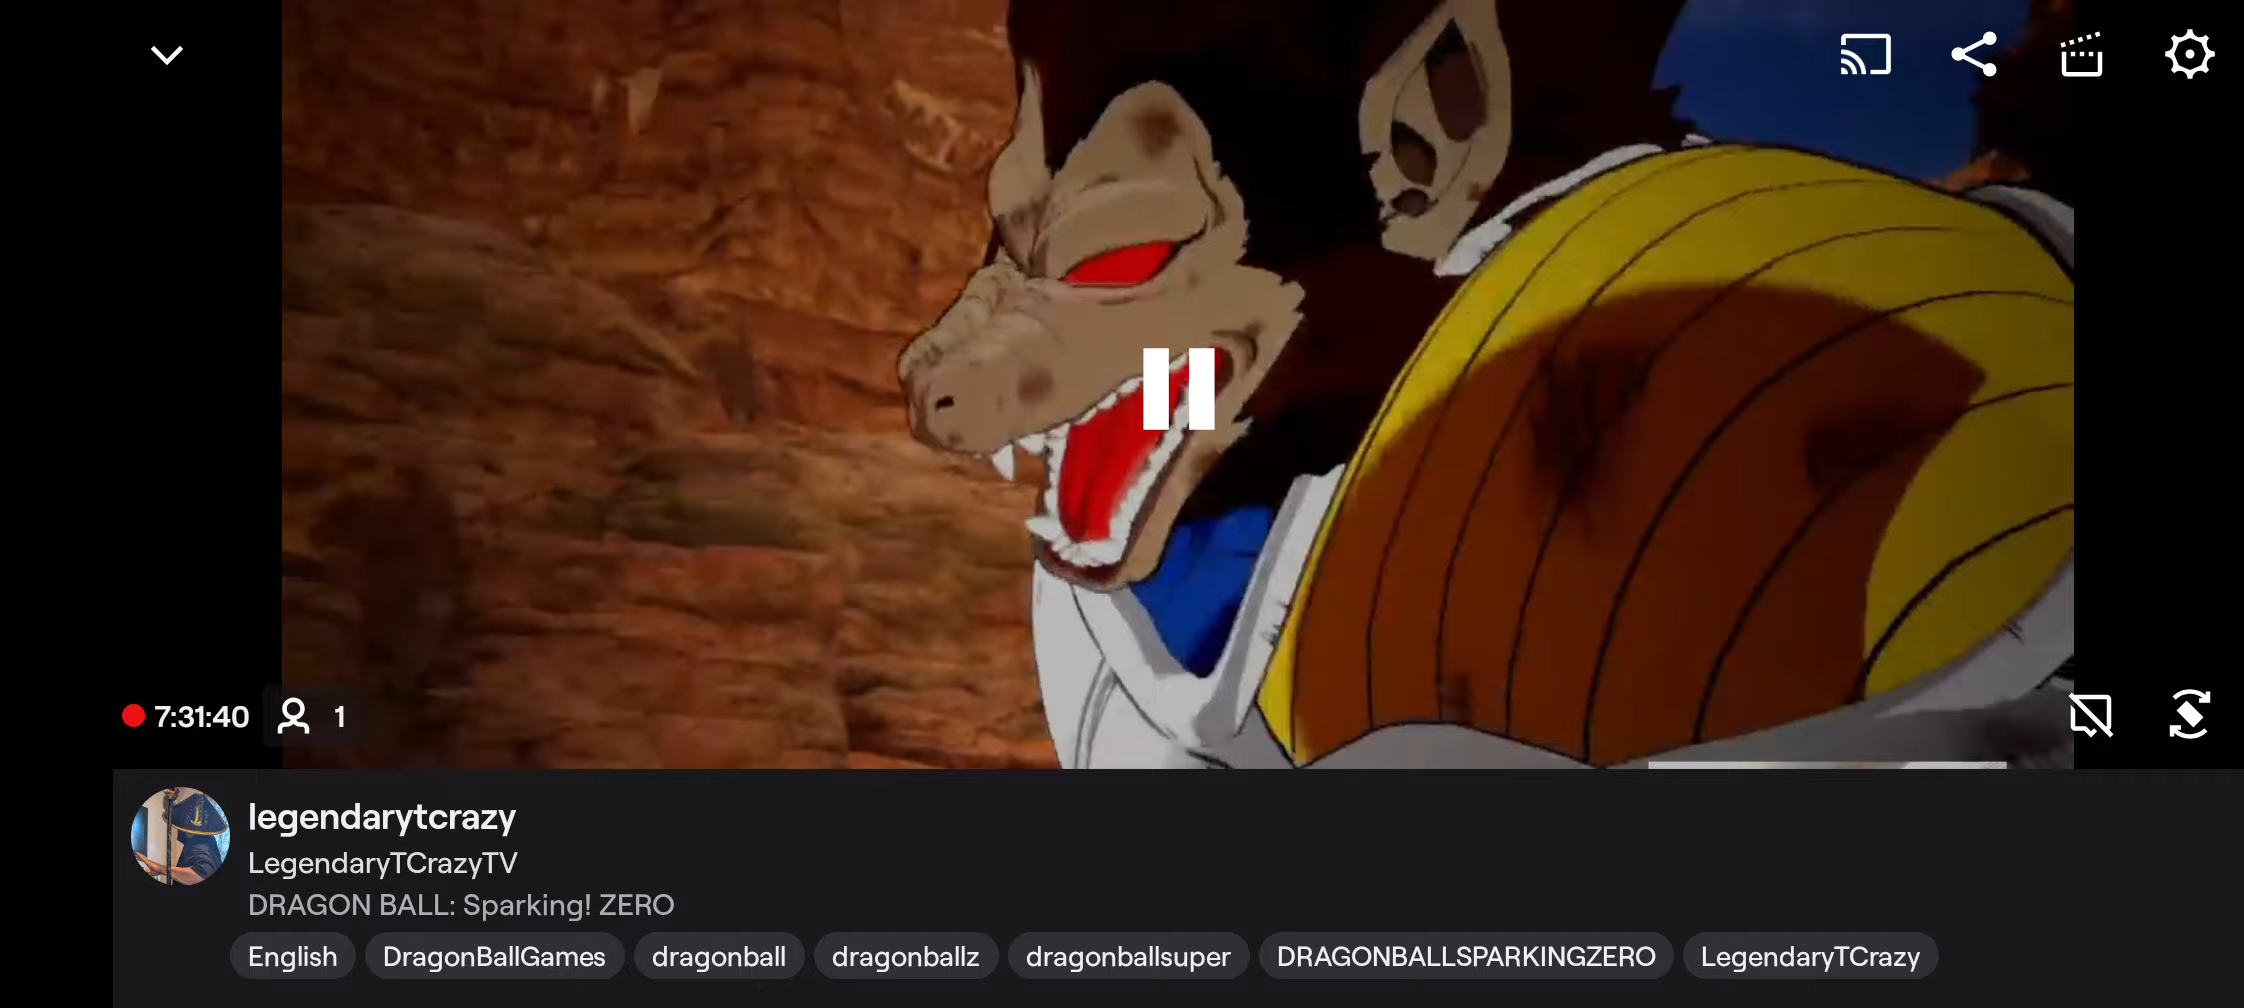 7:31:40 1
legendarytcrazy
LegendaryTCrazyTV
DRAGON BALL: Sparking! ZERO
English DragonBallGames dragonball dragonballz dragonballsuper DRAGONBALLSPARKINGZERO LegendaryTCrazy